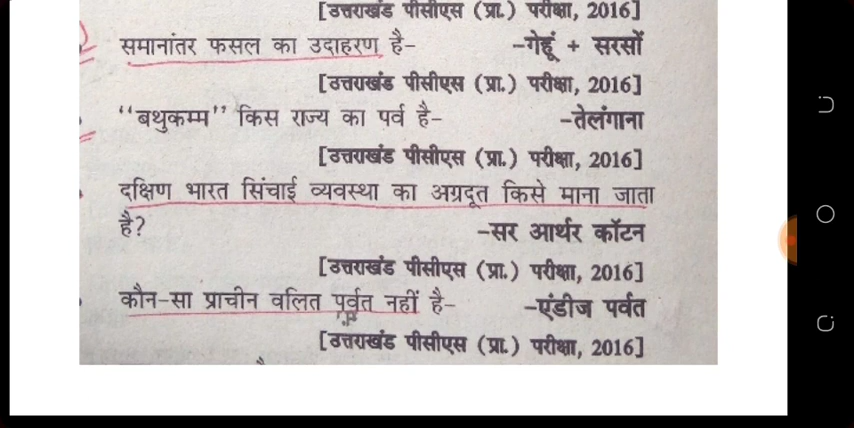 [उत्तराखंड पीसीएस (प्रा.) परीक्षा, 2016]
समानांतर फसल का उदाहरण है- -गेहूं + सरसों
[उत्तराखंड पीसीएस (प्रा.) परीक्षा, 2016]
“बथुकम्म” किस राज्य का पर्व है- -तेलंगाना
[उत्तराखंड पीसीएस (प्रा.) परीक्षा, 2016]
दक्षिण भारत सिंचाई व्यवस्था का अग्रदूत किसे माना जाता
है? -सर आर्थर कॉटन
[उत्तराखंड पीसीएस (प्रा.) परीक्षा, 2016]
कौन-सा प्राचीन वलित पर्वत नहीं है- -एंडीज पर्वत
[उत्तराखंड पीसीएस (प्रा.) परीक्षा, 2016]